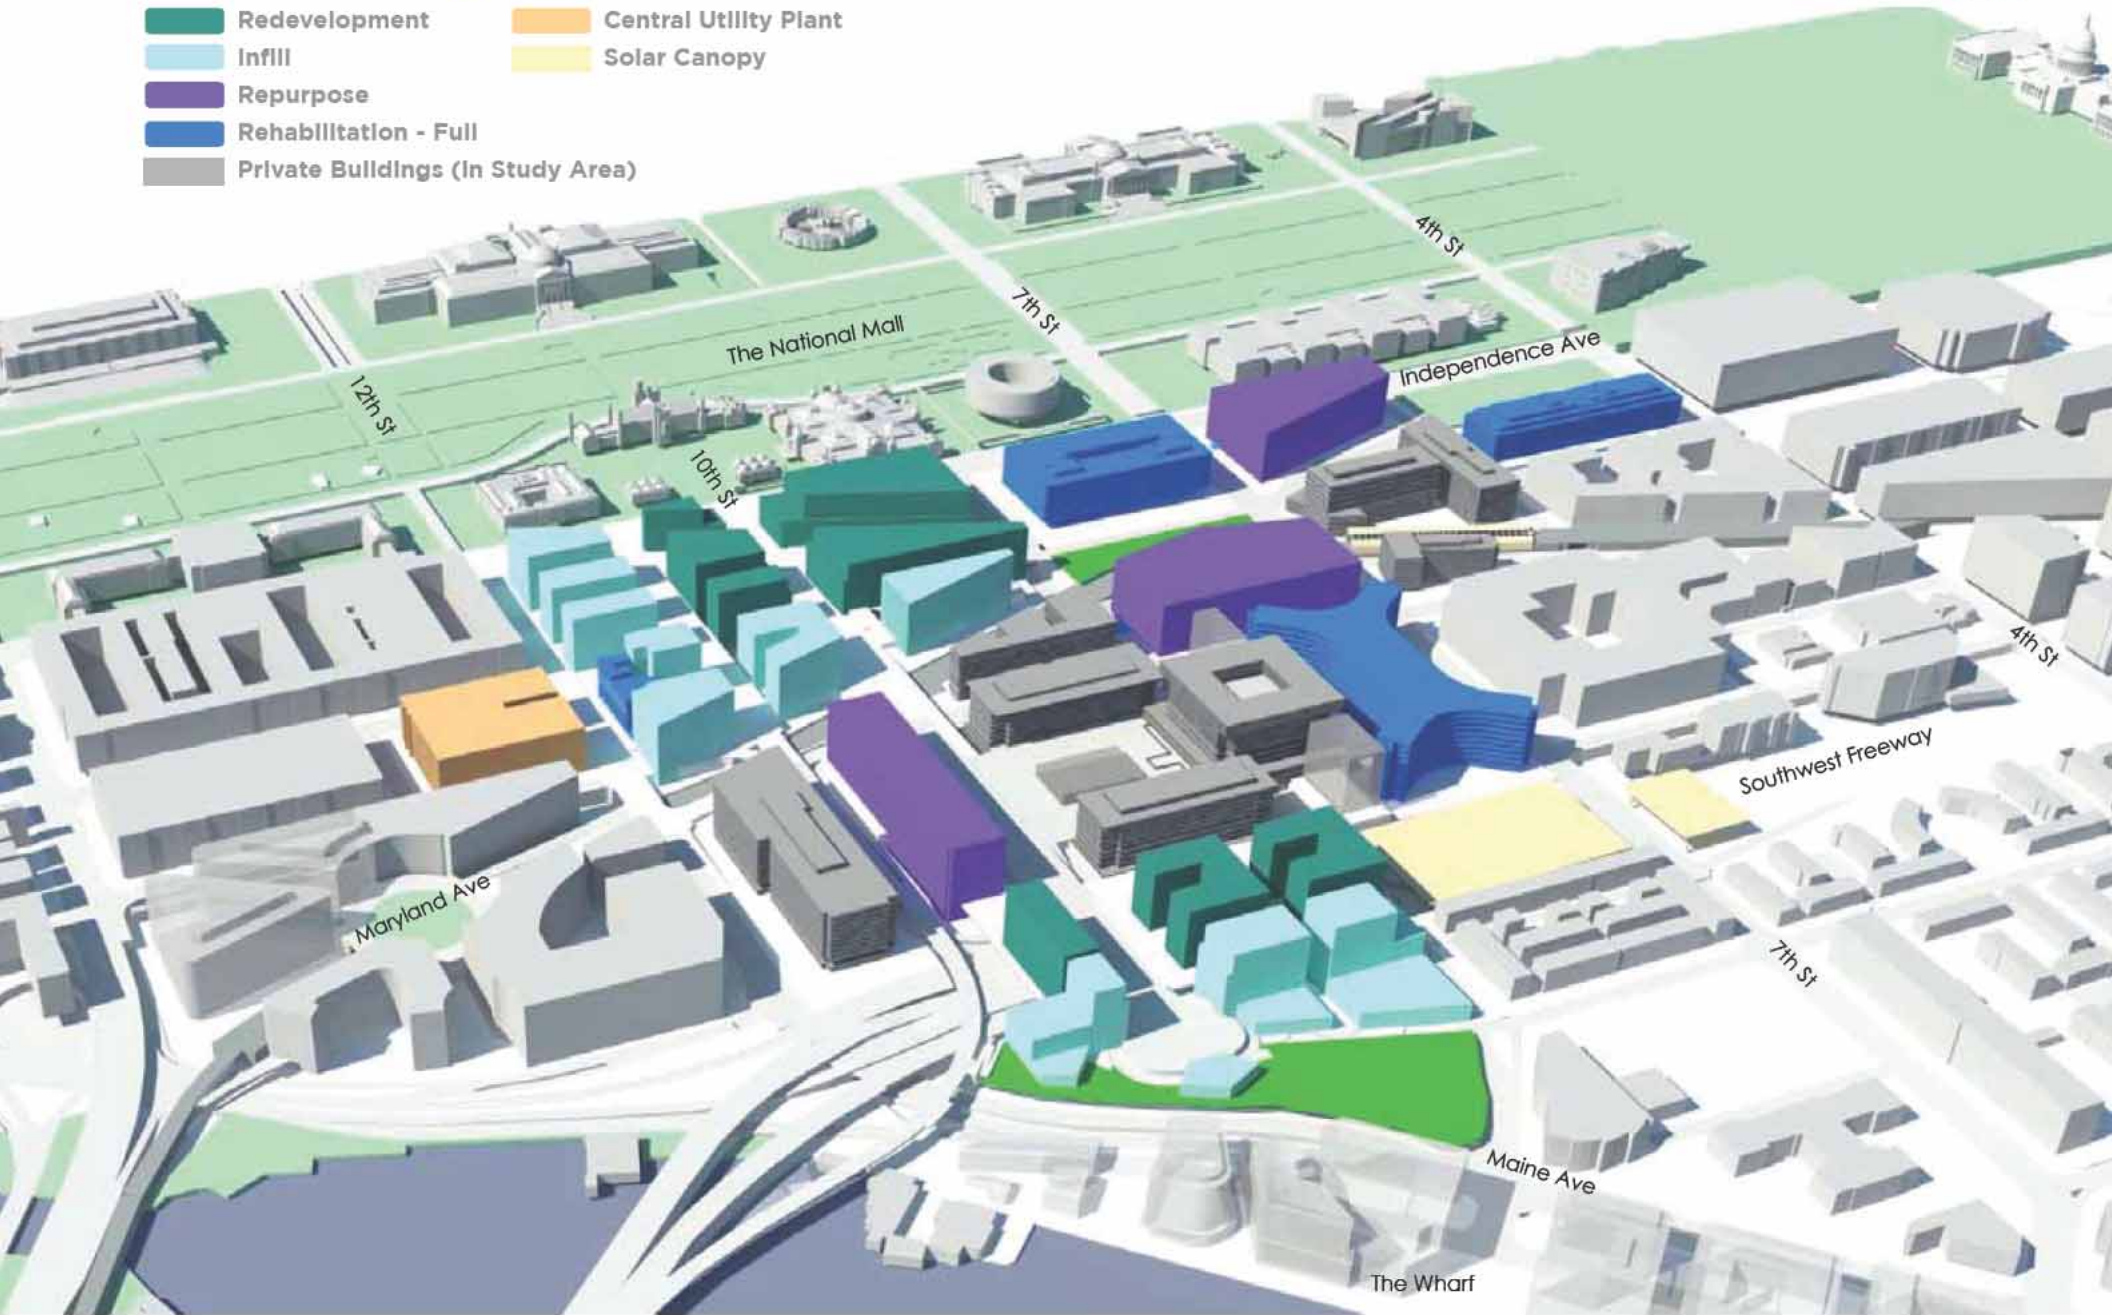 Redevelopment
Infill
Repurpose
Rehabilitation - Full
Private Buildings (in Study Area)
Central Utility Plant
Solar Canopy
4th St
7th St
The National Mall
Independence Ave
12th St
10th St
4th St
Southwest Freeway
Maryland Ave
7th St
Maine Ave
The Wharf